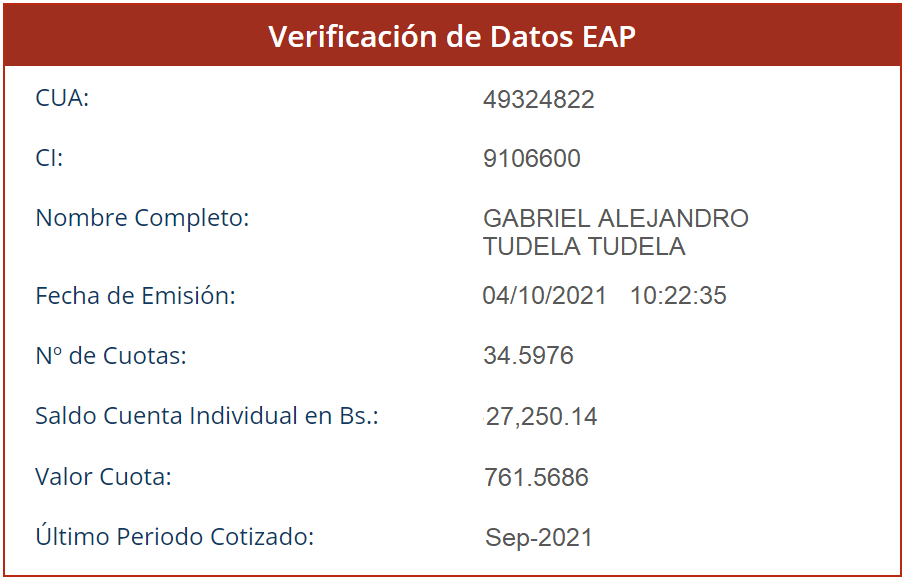 Verificación de Datos EAP
CUA: 49324822
CI: 9106600
Nombre Completo: GABRIEL ALEJANDRO
TUDELA TUDELA
Fecha de Emisión: 04/10/2021 10:22:35
Nº de Cuotas: 34.5976
Saldo Cuenta Individual en Bs.: 27,250.14
Valor Cuota: 761.5686
Último Periodo Cotizado: Sep-2021